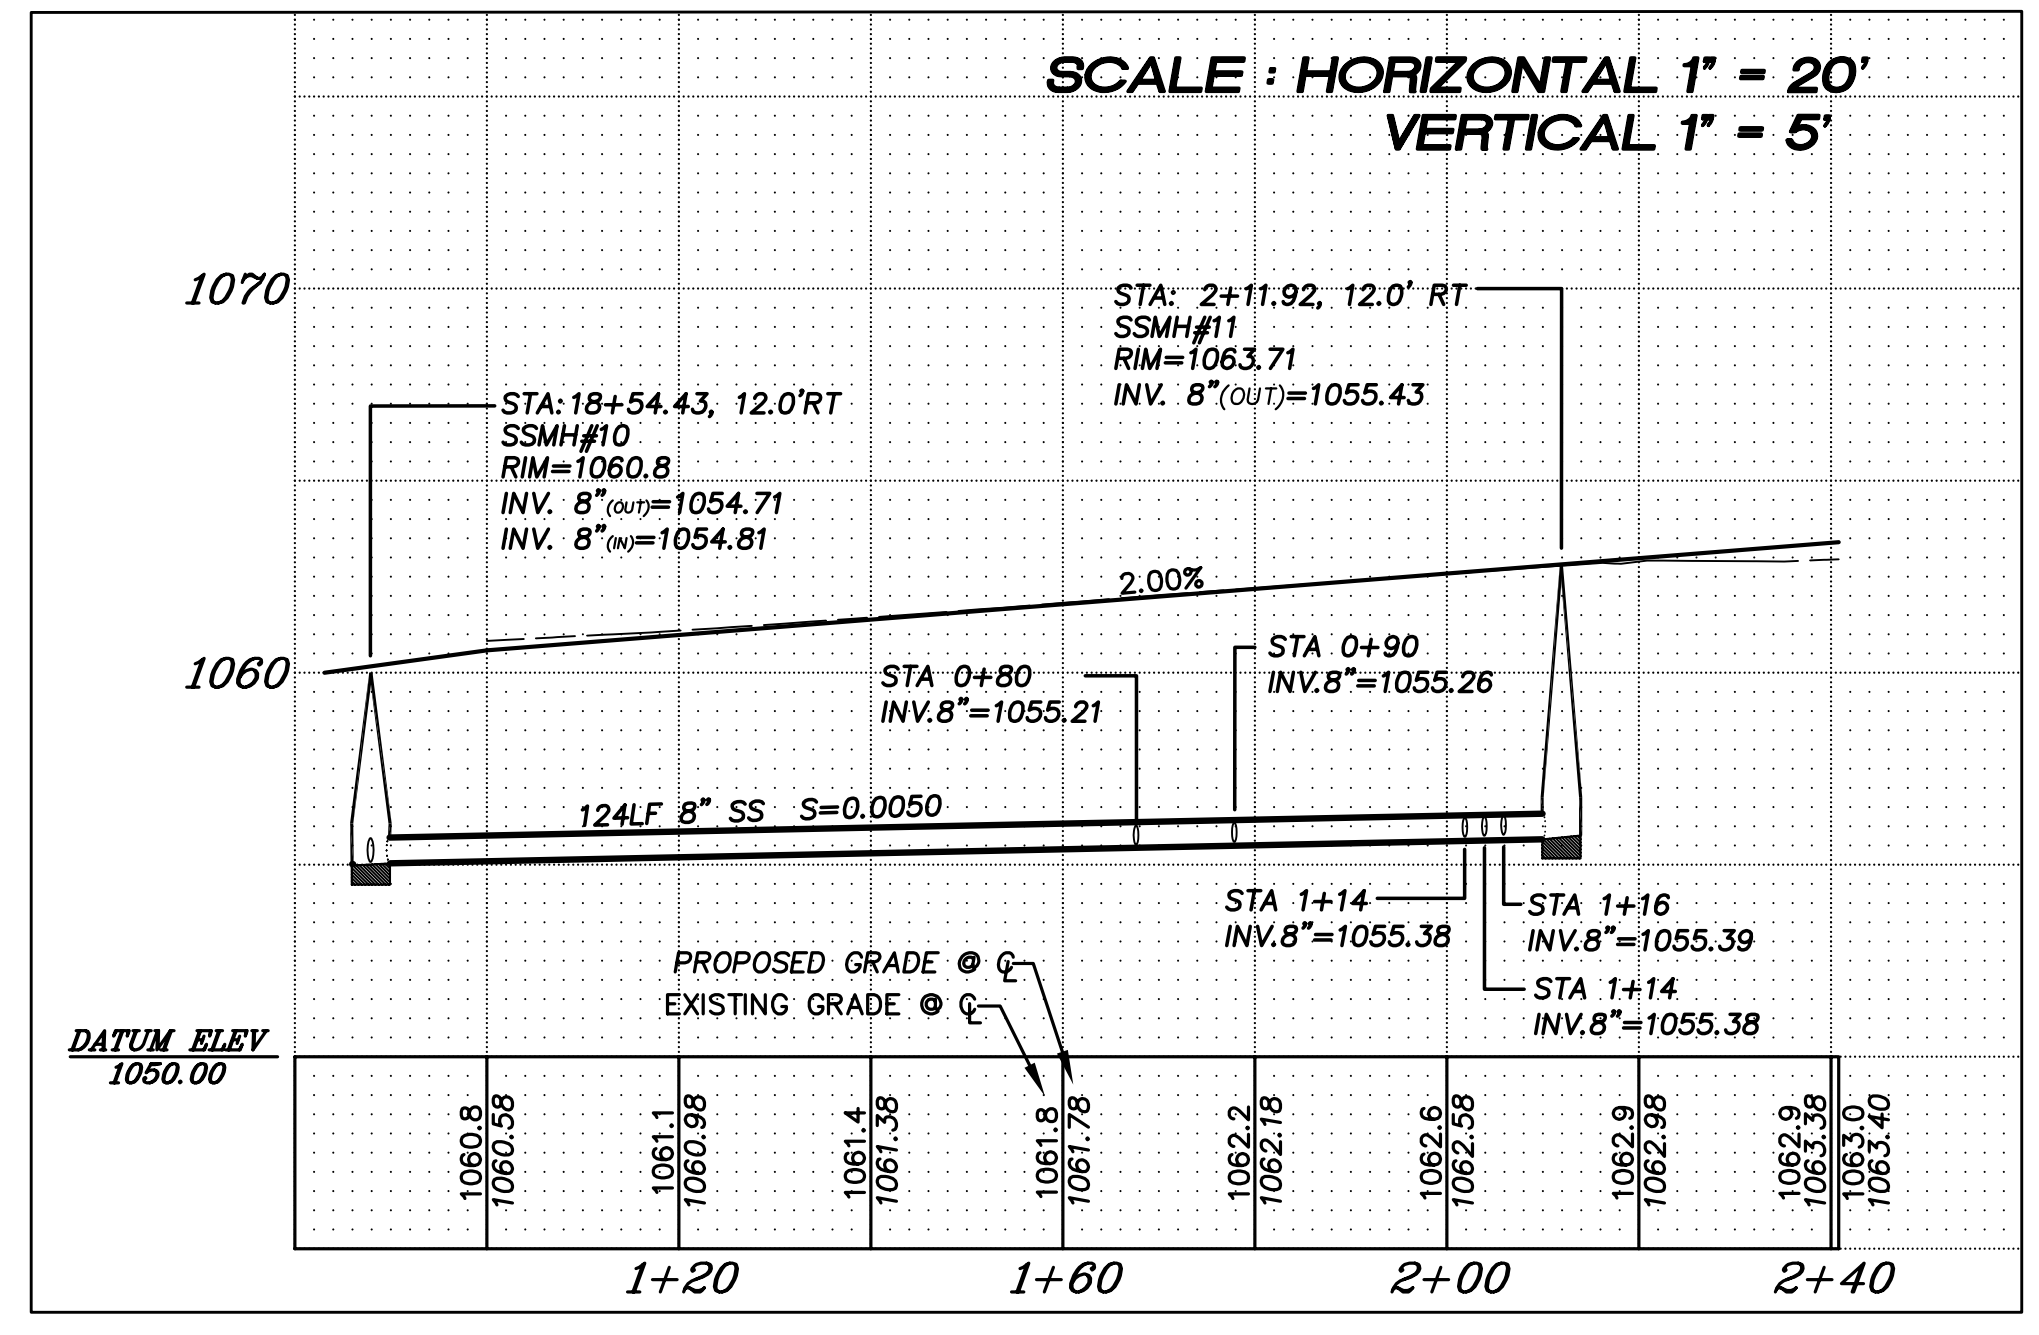 SCALE : HORIZONTAL 1" = 20'
VERTICAL 1" = 5'
1070
STA: 2+11.92, 12.0' RT
SSMH#11
RIM=1063.71
INV. 8"(OUT)=1055.43
STA: 18+54.43, 12.0'RT
SSMH#10
RIM=1060.8
INV. 8"(OUT)=1054.71
INV. 8"(IN)=1054.81
2.00%
1060
STA 0+90
INV.8"=1055.26
STA 0+80
INV.8"=1055.21
124LF 8" SS S=0.0050
STA 1+14
INV.8"=1055.38
STA 1+16
INV.8"=1055.39
STA 1+14
INV.8"=1055.38
PROPOSED GRADE @ ℄
EXISTING GRADE @ ℄
DATUM ELEV
1050.00
1060.8
1060.58
1061.1
1060.98
1061.4
1061.38
1061.8
1061.78
1062.2
1062.18
1062.6
1062.58
1062.9
1062.98
1062.9
1063.38
1063.0
1063.40
1+20
1+60
2+00
2+40